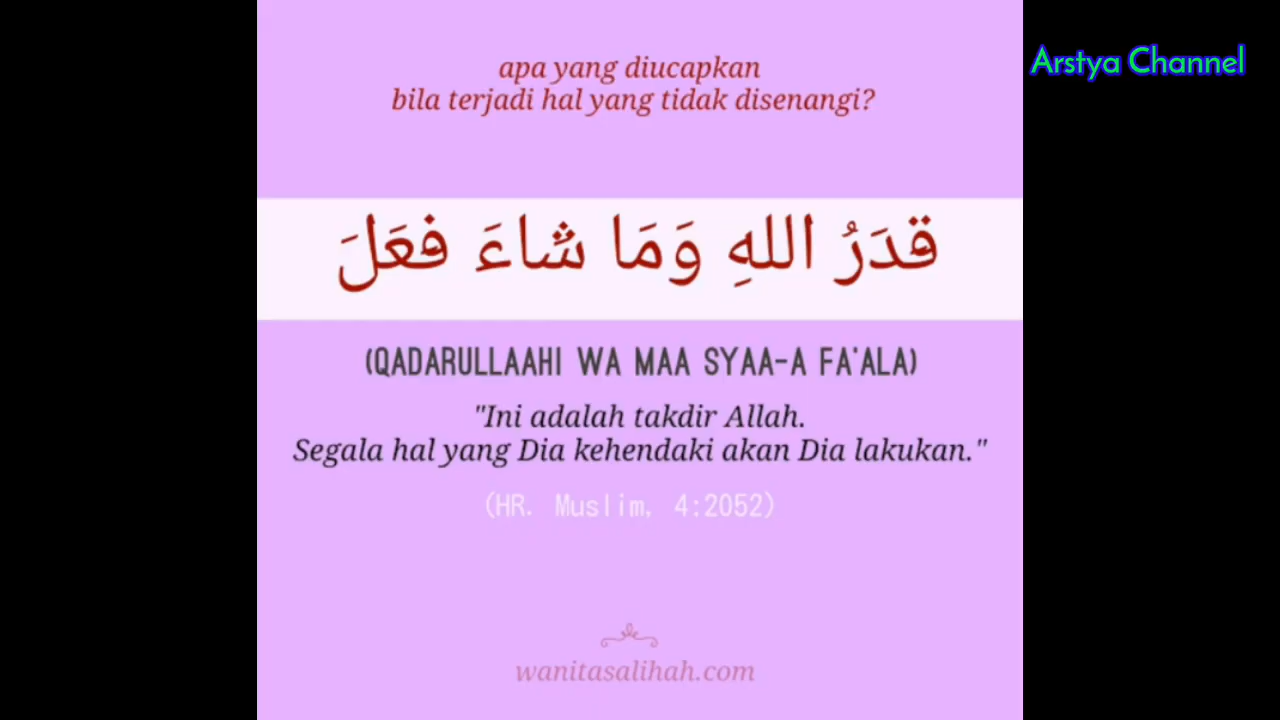 apa yang diucapkan
bila terjadi hal yang tidak disenangi?
Arstya Channel
قَدَرُ اللهِ وَمَا شَاءَ فَعَلَ
(QADARULLAAHI WA MAA SYAA-A FA'ALA)
"Ini adalah takdir Allah.
Segala hal yang Dia kehendaki akan Dia lakukan."
(HR. Muslim, 4:2052)
wanitasalihah.com